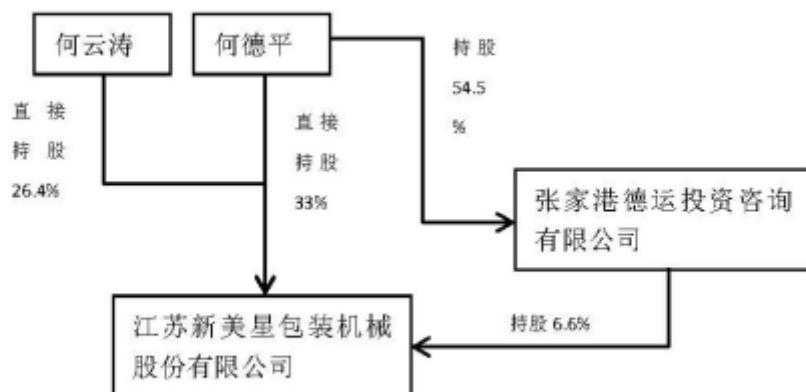 何云涛
何德平
持股
54.5
%
直接
持股
26.4%
直接
持股
33%
张家港德运投资咨询
有限公司
江苏新美星包装机械
股份有限公司
持股 6.6%